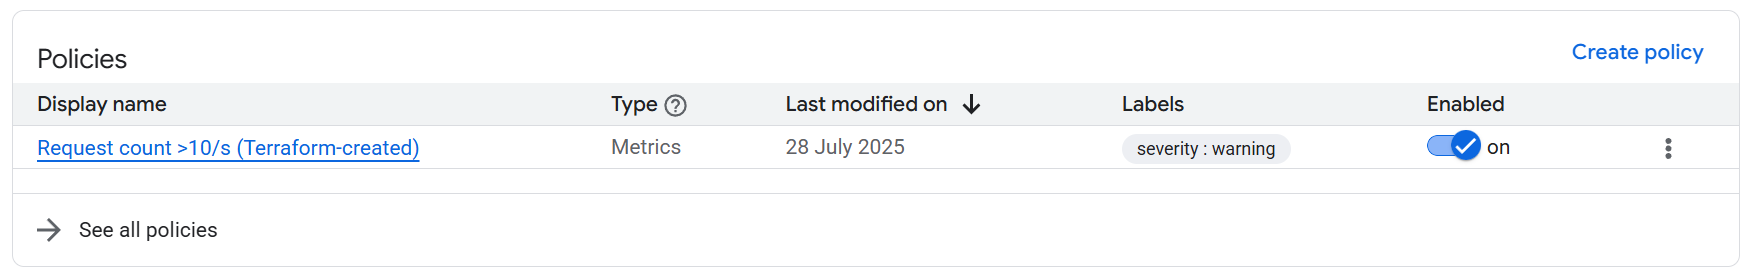 Policies
Create policy
Display name Type Last modified on Labels Enabled
Request count >10/s (Terraform-created) Metrics 28 July 2025 severity : warning on
See all policies